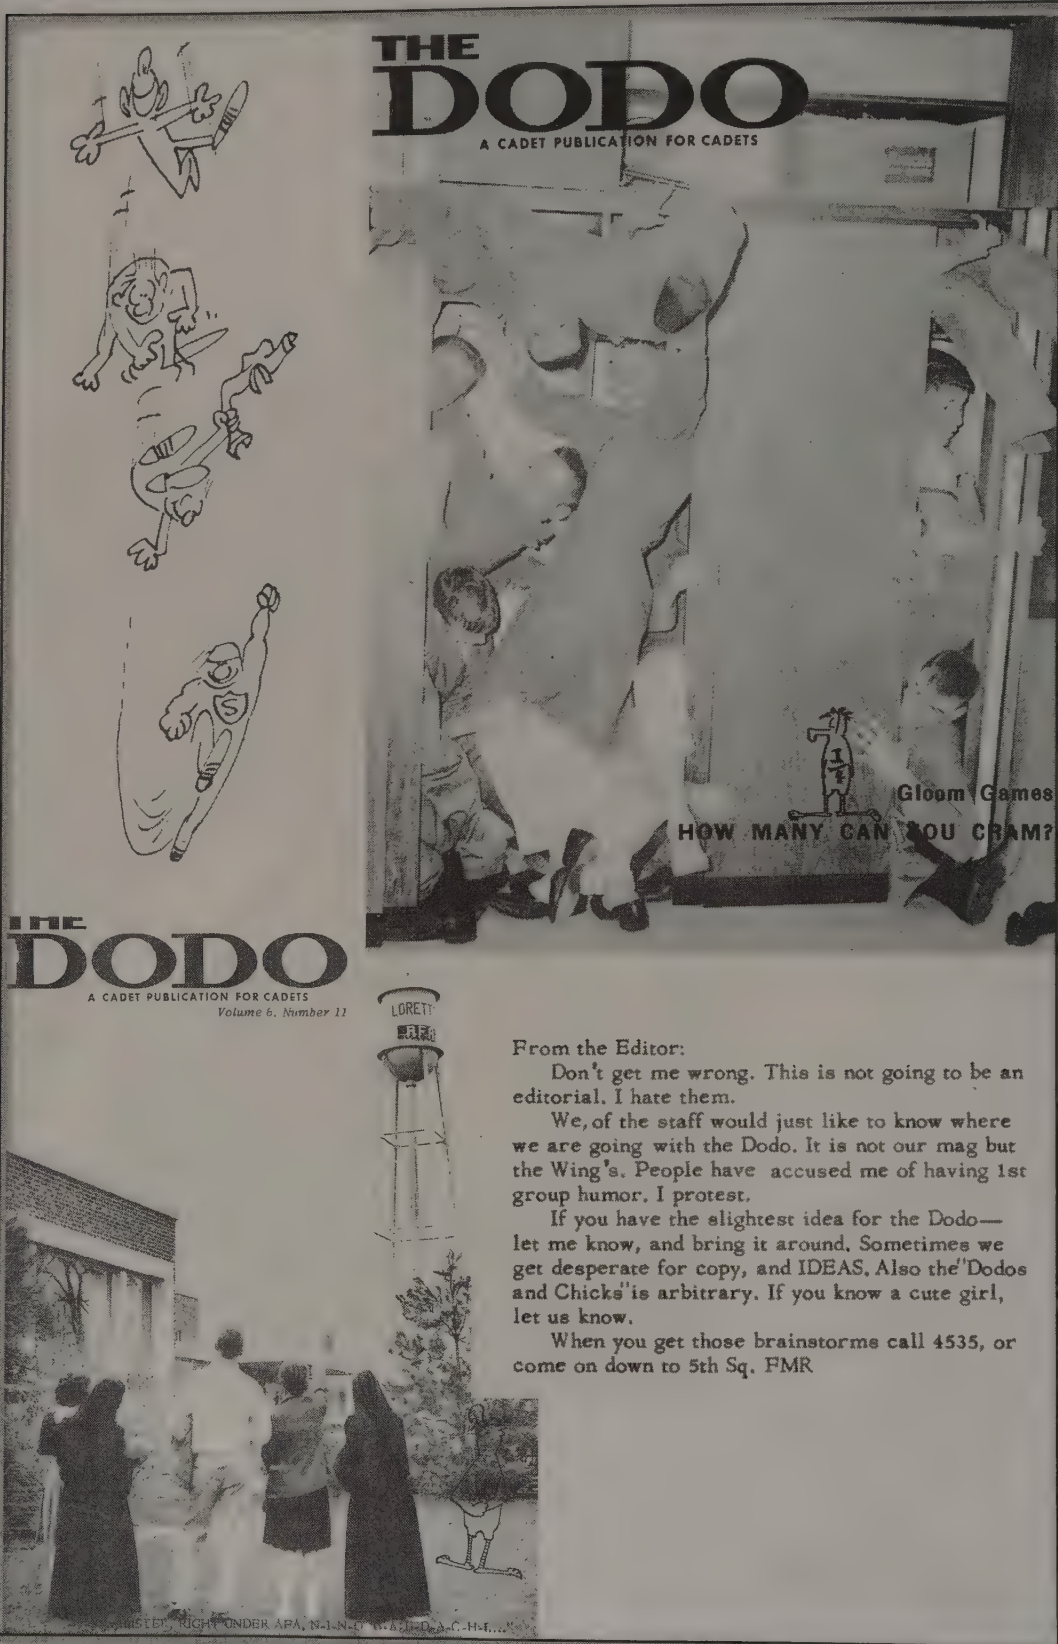 THE
DODO
A CADET PUBLICATION FOR CADETS
S
1/4
Gloom Games
HOW MANY CAN YOU CRAM?
THE
DODO
A CADET PUBLICATION FOR CADETS
Volume 6, Number 11
LORETT
From the Editor:
Don't get me wrong. This is not going to be an
editorial. I hate them.
We, of the staff would just like to know where
we are going with the Dodo. It is not our mag but
the Wing's. People have accused me of having 1st
group humor. I protest.
If you have the slightest idea for the Dodo—
let me know, and bring it around. Sometimes we
get desperate for copy, and IDEAS. Also the "Dodos
and Chicks" is arbitrary. If you know a cute girl,
let us know.
When you get those brainstorms call 4535, or
come on down to 5th Sq. FMR
RIGHT UNDER AFA,